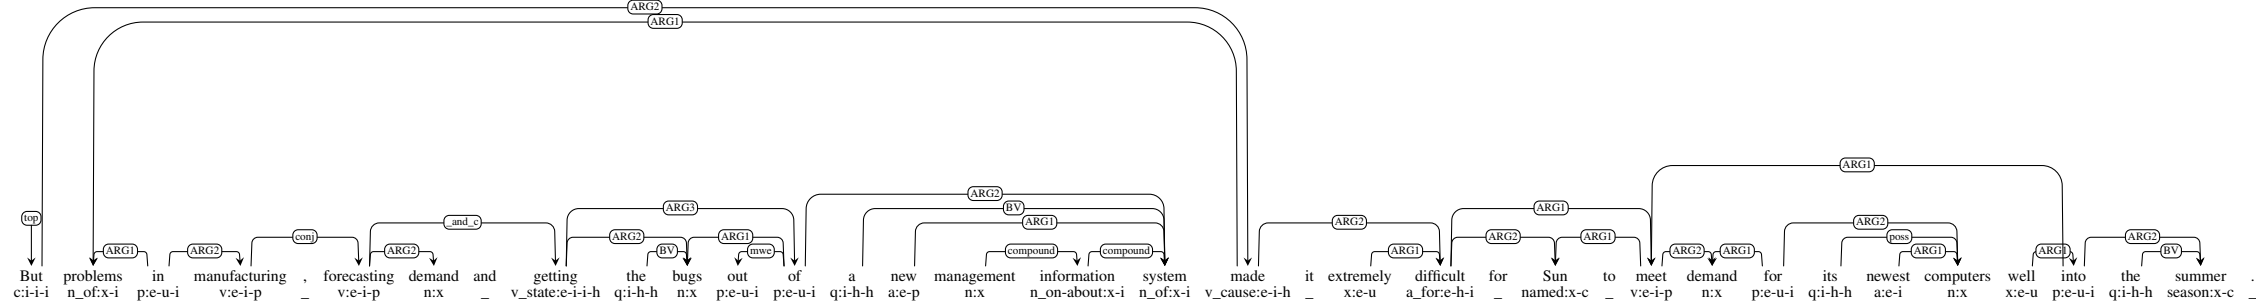 ARG2
ARG1
ARG1
ARG2
ARG3 BV ARG1 ARG2
top _and_c ARG1 ARG2 ARG2
conj ARG2 ARG1 ARG2 ARG1 poss ARG2
ARG1 ARG2 ARG2 BV mwe compound compound ARG1 ARG2 ARG1 ARG1 ARG1 BV
But problems in manufacturing , forecasting demand and getting the bugs out of a new management information system made it extremely difficult for Sun to meet demand for its newest computers well into the summer .
c:i-i-i n_of:x-i p:e-u-i v:e-i-p _ v:e-i-p n:x _ v_state:e-i-i-h q:i-h-h n:x p:e-u-i p:e-u-i q:i-h-h a:e-p n:x n_on-about:x-i n_of:x-i v_cause:e-i-h _ x:e-u a_for:e-h-i _ named:x-c _ v:e-i-p n:x p:e-u-i q:i-h-h a:e-i n:x x:e-u p:e-u-i q:i-h-h season:x-c _